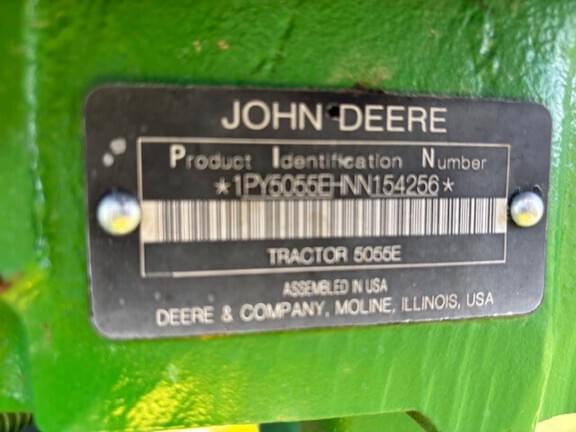 JOHN DEERE
Product Identification Number
*1PY5055EHNN154256*
TRACTOR 5055E
ASSEMBLED IN USA
DEERE & COMPANY, MOLINE, ILLINOIS, USA